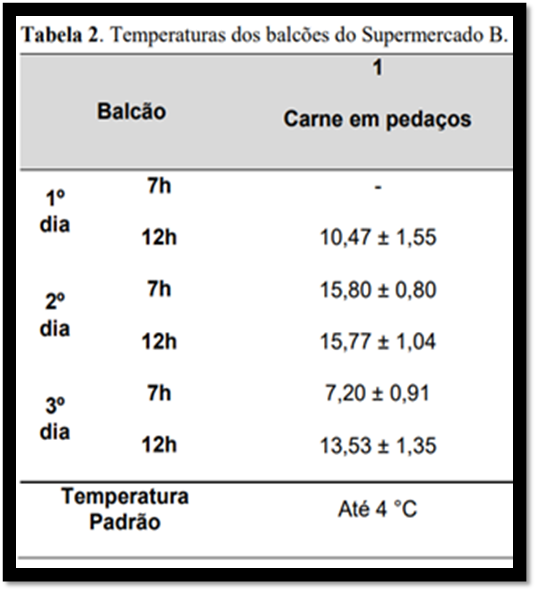 Tabela 2. Temperaturas dos balcões do Supermercado B.
Balcão
1
Carne em pedaços
1º dia
7h -
12h 10,47 ± 1,55
2º dia
7h 15,80 ± 0,80
12h 15,77 ± 1,04
3º dia
7h 7,20 ± 0,91
12h 13,53 ± 1,35
Temperatura
Padrão
Até 4 °C